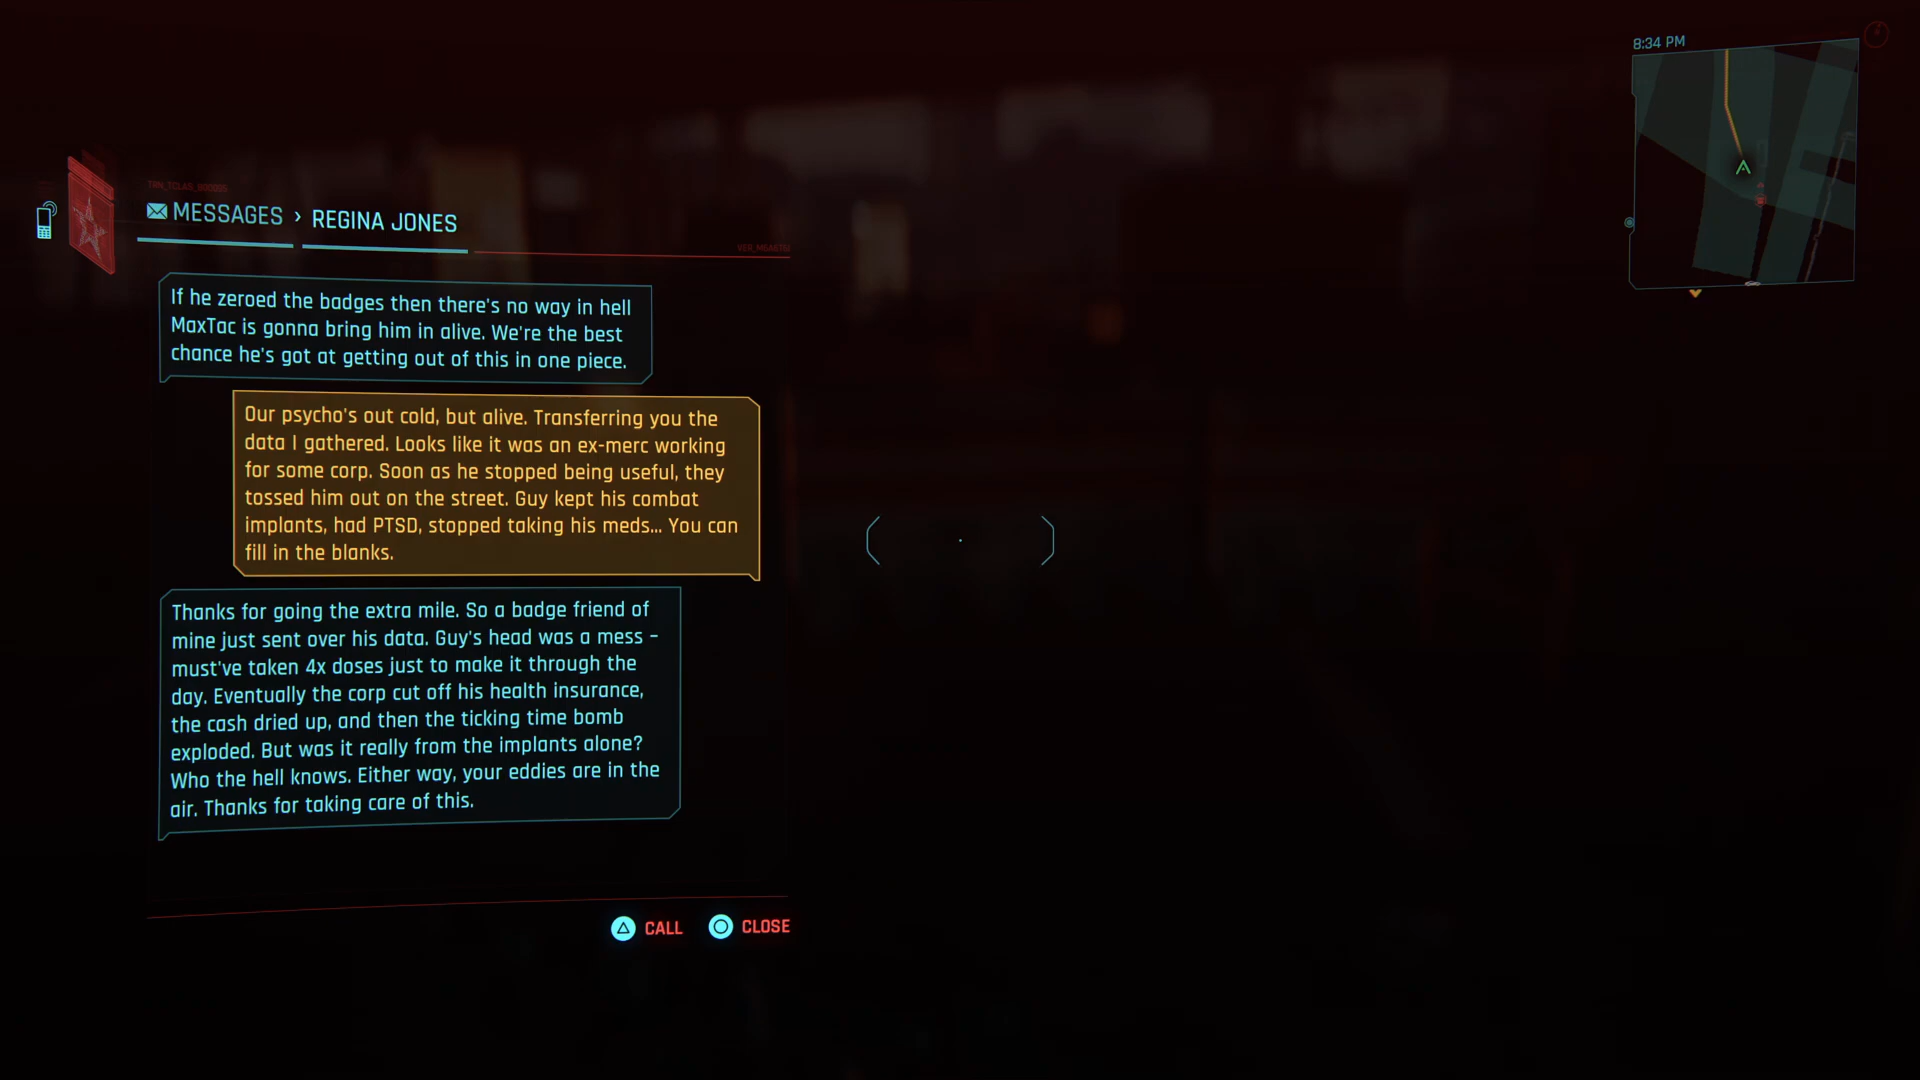 8:34 PM
TRN_TCLAS_800095
MESSAGES › REGINA JONES
If he zeroed the badges then there's no way in hell
MaxTac is gonna bring him in alive. We're the best
chance he's got at getting out of this in one piece.
Our psycho's out cold, but alive. Transferring you the
data I gathered. Looks like it was an ex-merc working
for some corp. Soon as he stopped being useful, they
tossed him out on the street. Guy kept his combat
implants, had PTSD, stopped taking his meds... You can
fill in the blanks.
Thanks for going the extra mile. So a badge friend of
mine just sent over his data. Guy's head was a mess –
must've taken 4x doses just to make it through the
day. Eventually the corp cut off his health insurance,
the cash dried up, and then the ticking time bomb
exploded. But was it really from the implants alone?
Who the hell knows. Either way, your eddies are in the
air. Thanks for taking care of this.
CALL CLOSE